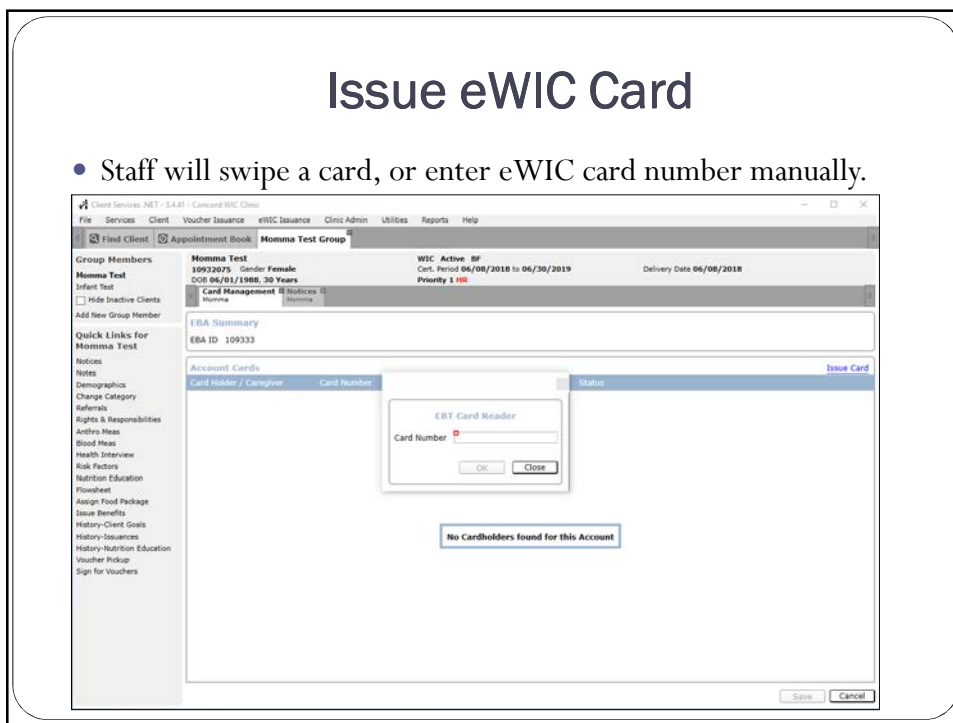 Issue eWIC Card
• Staff will swipe a card, or enter eWIC card number manually.
Client Services .NET - 3.4.41 - Concord WIC Clinic
File Services Client Voucher Issuance eWIC Issuance Clinic Admin Utilities Reports Help
Find Client Appointment Book Momma Test Group
Group Members
Momma Test
Infant Test
Hide Inactive Clients
Add New Group Member
Quick Links for
Momma Test
Notices
Notes
Demographics
Change Category
Referrals
Rights & Responsibilities
Anthro Meas
Blood Meas
Health Interview
Risk Factors
Nutrition Education
Flowsheet
Assign Food Package
Issue Benefits
History-Client Goals
History-Issuances
History-Nutrition Education
Voucher Pickup
Sign for Vouchers
Momma Test WIC Active BF
10932075 Gender Female Cert. Period 06/08/2018 to 06/30/2019 Delivery Date 06/08/2018
DOB 06/01/1988, 30 Years Priority 1 HR
Card Management Notices
Momma Momma
EBA Summary
EBA ID 109333
Account Cards Issue Card
Card Holder / Caregiver Card Number Status
EBT Card Reader
Card Number
OK Close
No Cardholders found for this Account
Save Cancel